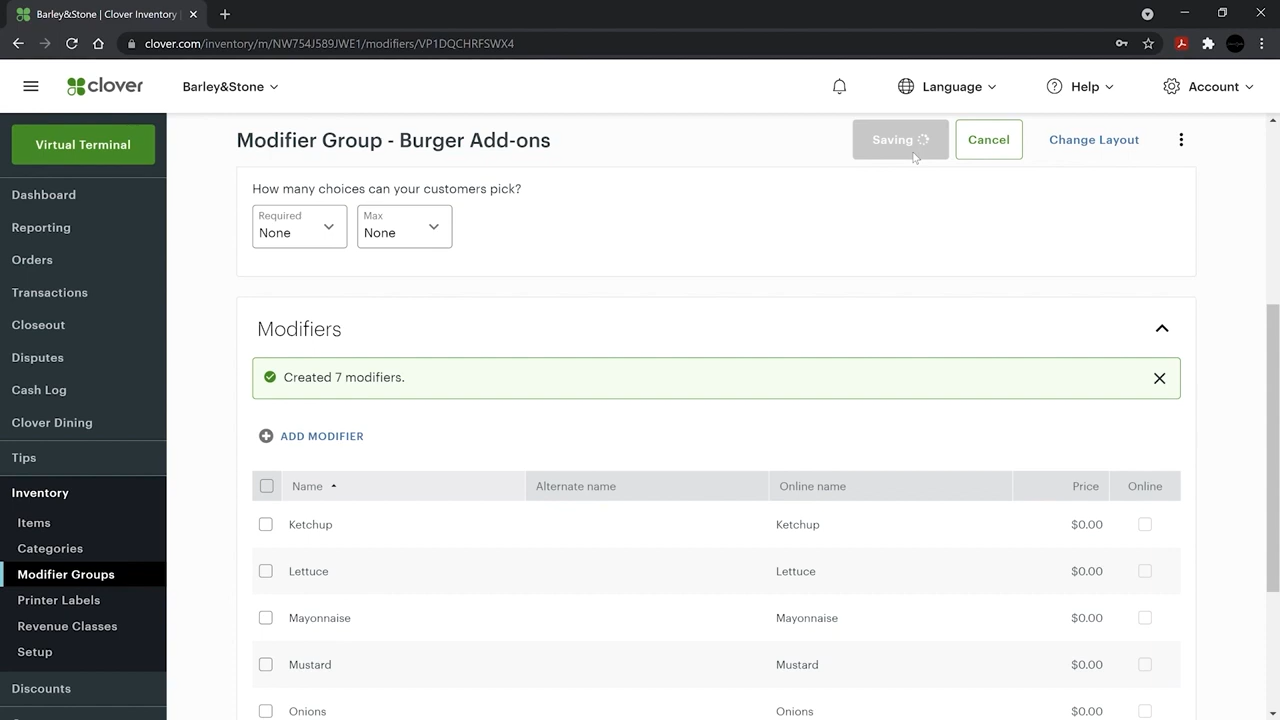 Barley&Stone | Clover Inventory |
clover.com/inventory/m/NW754J589JWE1/modifiers/VP1DQCHRFSWX4
clover
Barley&Stone
Language
Help
Account
Virtual Terminal
Dashboard
Reporting
Orders
Transactions
Closeout
Disputes
Cash Log
Clover Dining
Tips
Inventory
Items
Categories
Modifier Groups
Printer Labels
Revenue Classes
Setup
Discounts
Modifier Group - Burger Add-ons
Saving
Cancel
Change Layout
How many choices can your customers pick?
Required
None
Max
None
Modifiers
Created 7 modifiers.
ADD MODIFIER
Name Alternate name Online name Price Online
Ketchup Ketchup $0.00
Lettuce Lettuce $0.00
Mayonnaise Mayonnaise $0.00
Mustard Mustard $0.00
Onions Onions $0.00